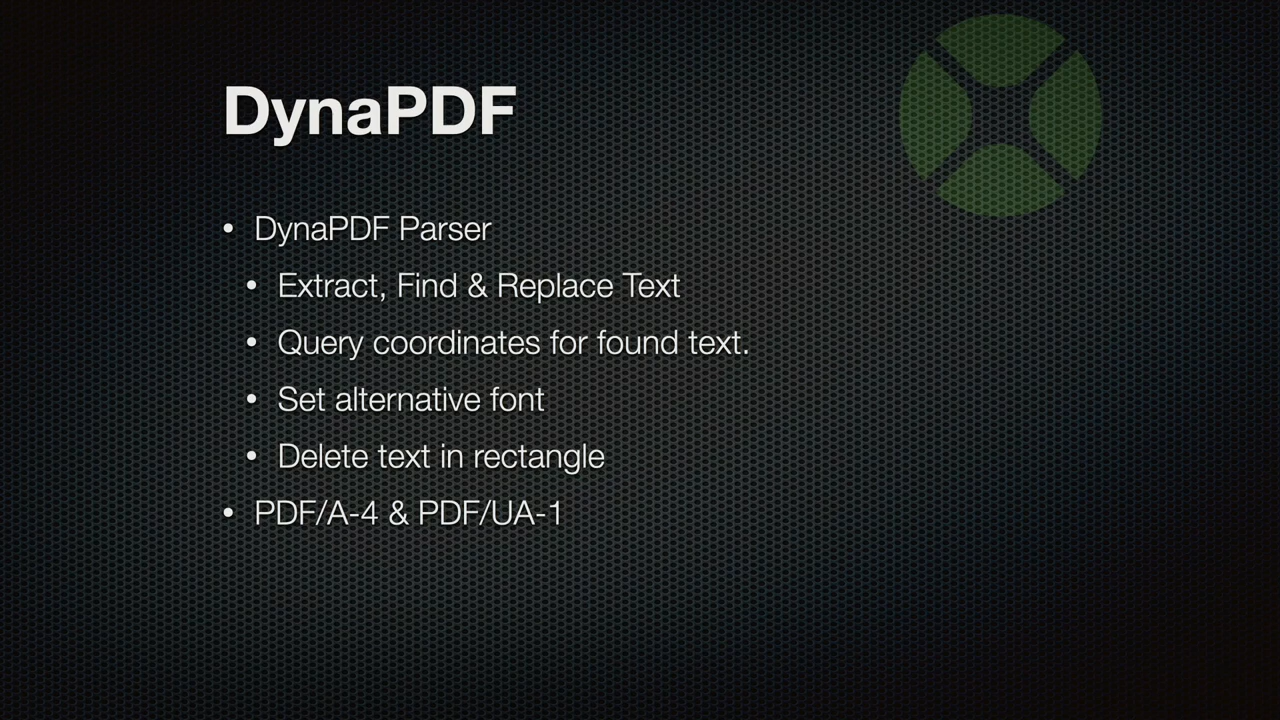 DynaPDF
• DynaPDF Parser
• Extract, Find & Replace Text
• Query coordinates for found text.
• Set alternative font
• Delete text in rectangle
• PDF/A-4 & PDF/UA-1